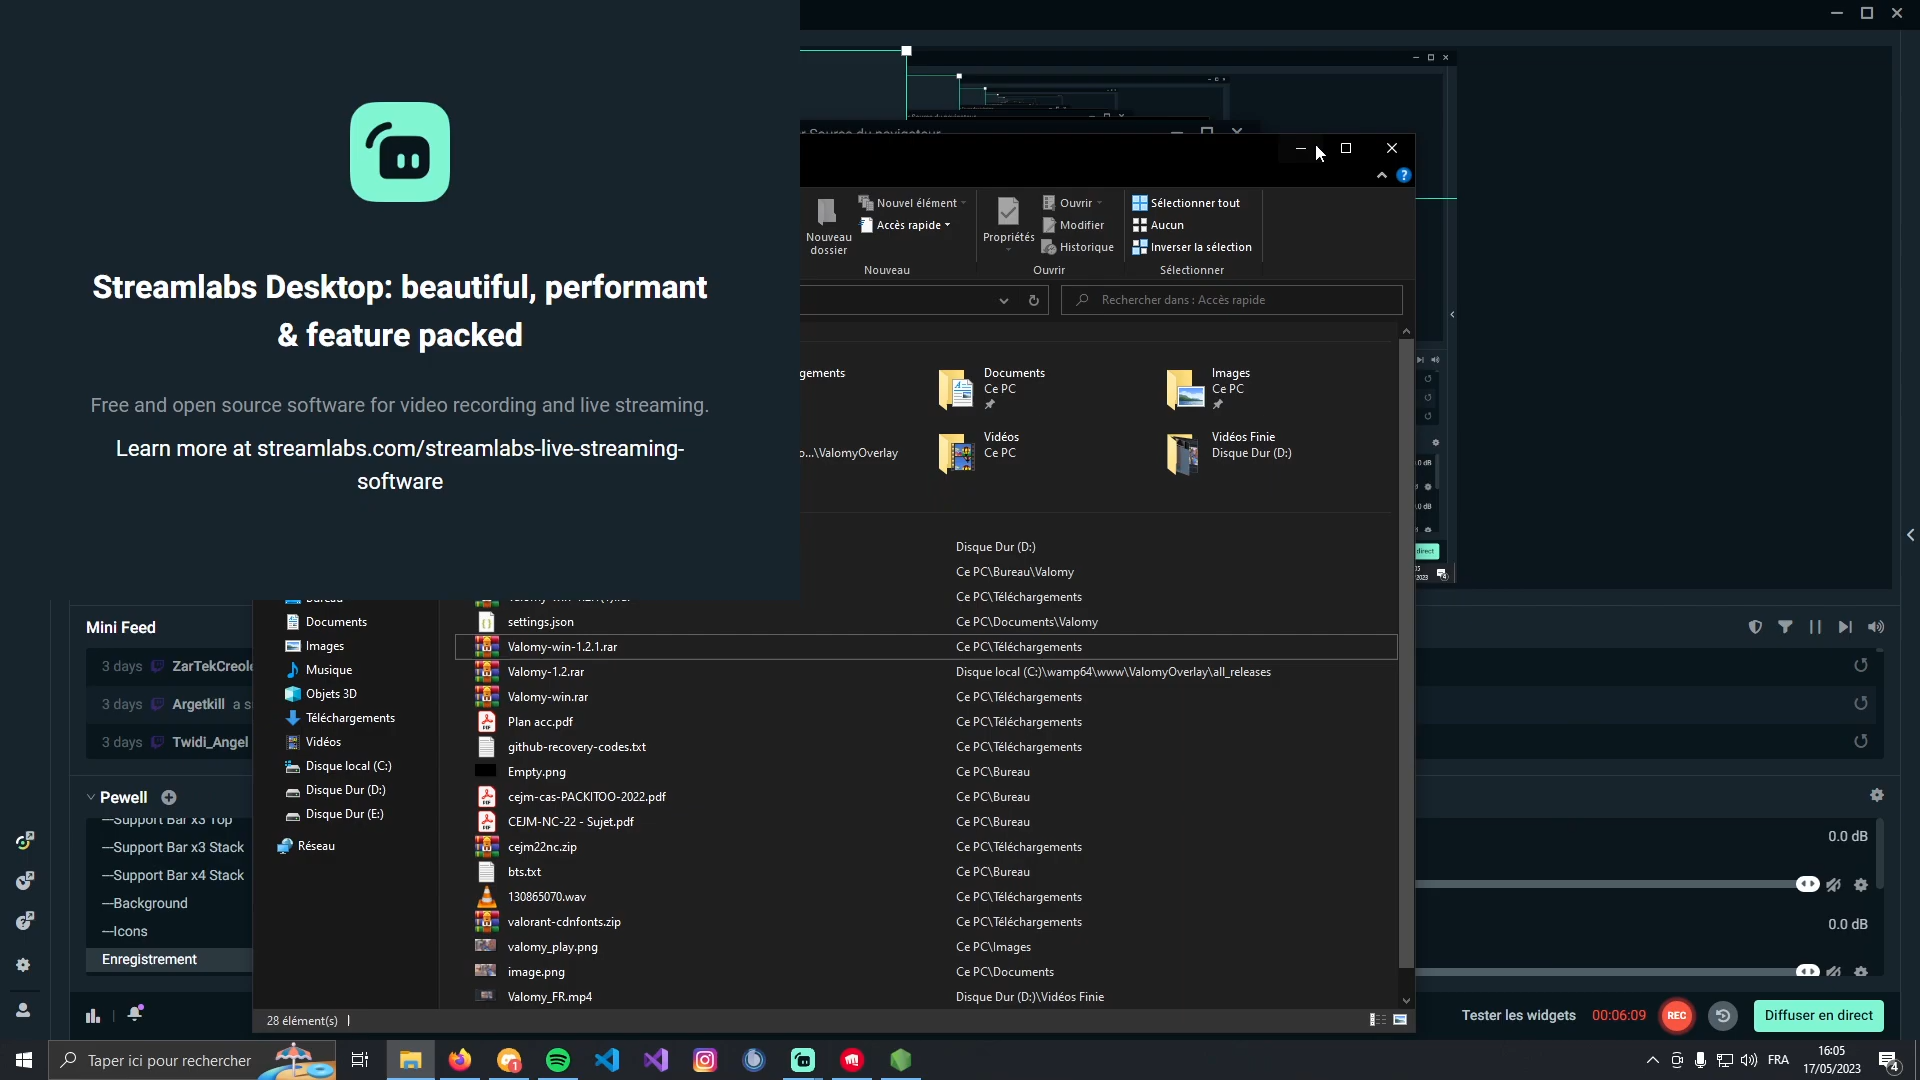 Streamlabs Desktop: beautiful, performant
& feature packed
Free and open source software for video recording and live streaming.
Learn more at streamlabs.com/streamlabs-live-streaming-
software
Source du navigateur
Nouveau
dossier
Nouvel élément
Accès rapide
Nouveau
Propriétés
Ouvrir
Modifier
Historique
Ouvrir
Sélectionner tout
Aucun
Inverser la sélection
Sélectionner
Rechercher dans : Accès rapide
gements
Documents
Ce PC
Images
Ce PC
o...\ValomyOverlay
Vidéos
Ce PC
Vidéos Finie
Disque Dur (D:)
Disque Dur (D:)
Ce PC\Bureau\Valomy
Ce PC\Téléchargements
settings.json Ce PC\Documents\Valomy
Valomy-win-1.2.1.rar Ce PC\Téléchargements
Valomy-1.2.rar Disque local (C:)\wamp64\www\ValomyOverlay\all_releases
Valomy-win.rar Ce PC\Téléchargements
Plan acc.pdf Ce PC\Téléchargements
github-recovery-codes.txt Ce PC\Téléchargements
Empty.png Ce PC\Bureau
cejm-cas-PACKITOO-2022.pdf Ce PC\Bureau
CEJM-NC-22 - Sujet.pdf Ce PC\Bureau
cejm22nc.zip Ce PC\Téléchargements
bts.txt Ce PC\Bureau
130865070.wav Ce PC\Téléchargements
valorant-cdnfonts.zip Ce PC\Téléchargements
valomy_play.png Ce PC\Images
image.png Ce PC\Documents
Valomy_FR.mp4 Disque Dur (D:)\Vidéos Finie
Bureau
Documents
Images
Musique
Objets 3D
Téléchargements
Vidéos
Disque local (C:)
Disque Dur (D:)
Disque Dur (E:)
Réseau
28 élément(s)
Mini Feed
3 days ZarTekCreole
3 days Argetkill a s
3 days Twidi_Angel
Pewell
—Support Bar x3 Top
—Support Bar x3 Stack
—Support Bar x4 Stack
—Background
—Icons
Enregistrement
0.0 dB
0.0 dB
Tester les widgets 00:06:09 REC Diffuser en direct
Taper ici pour rechercher
1
FRA
16:05
17/05/2023
4